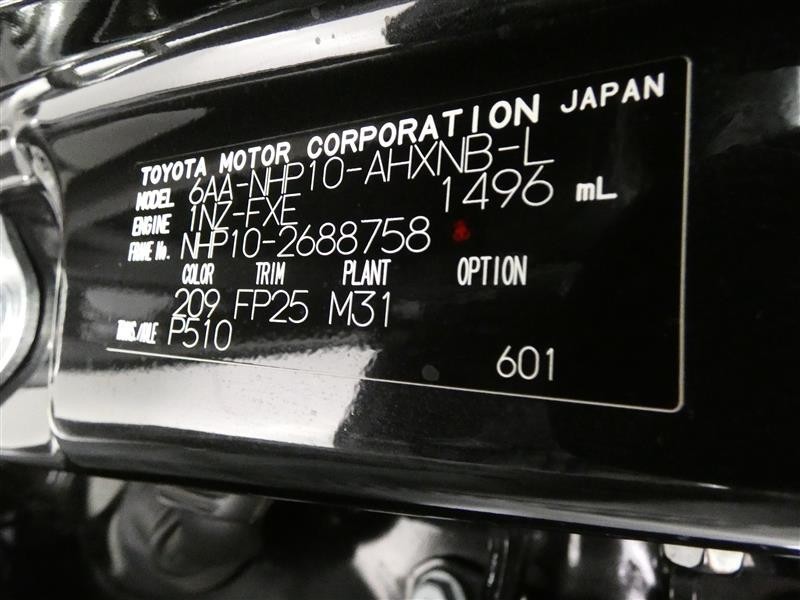 TOYOTA MOTOR CORPORATION JAPAN
MODEL 6AA-NHP10-AHXNB-L
ENGINE 1NZ-FXE 1496 mL
FRAME No. NHP10-2688758
COLOR TRIM PLANT OPTION
209 FP25 M31
TRANS./AXLE P510
601